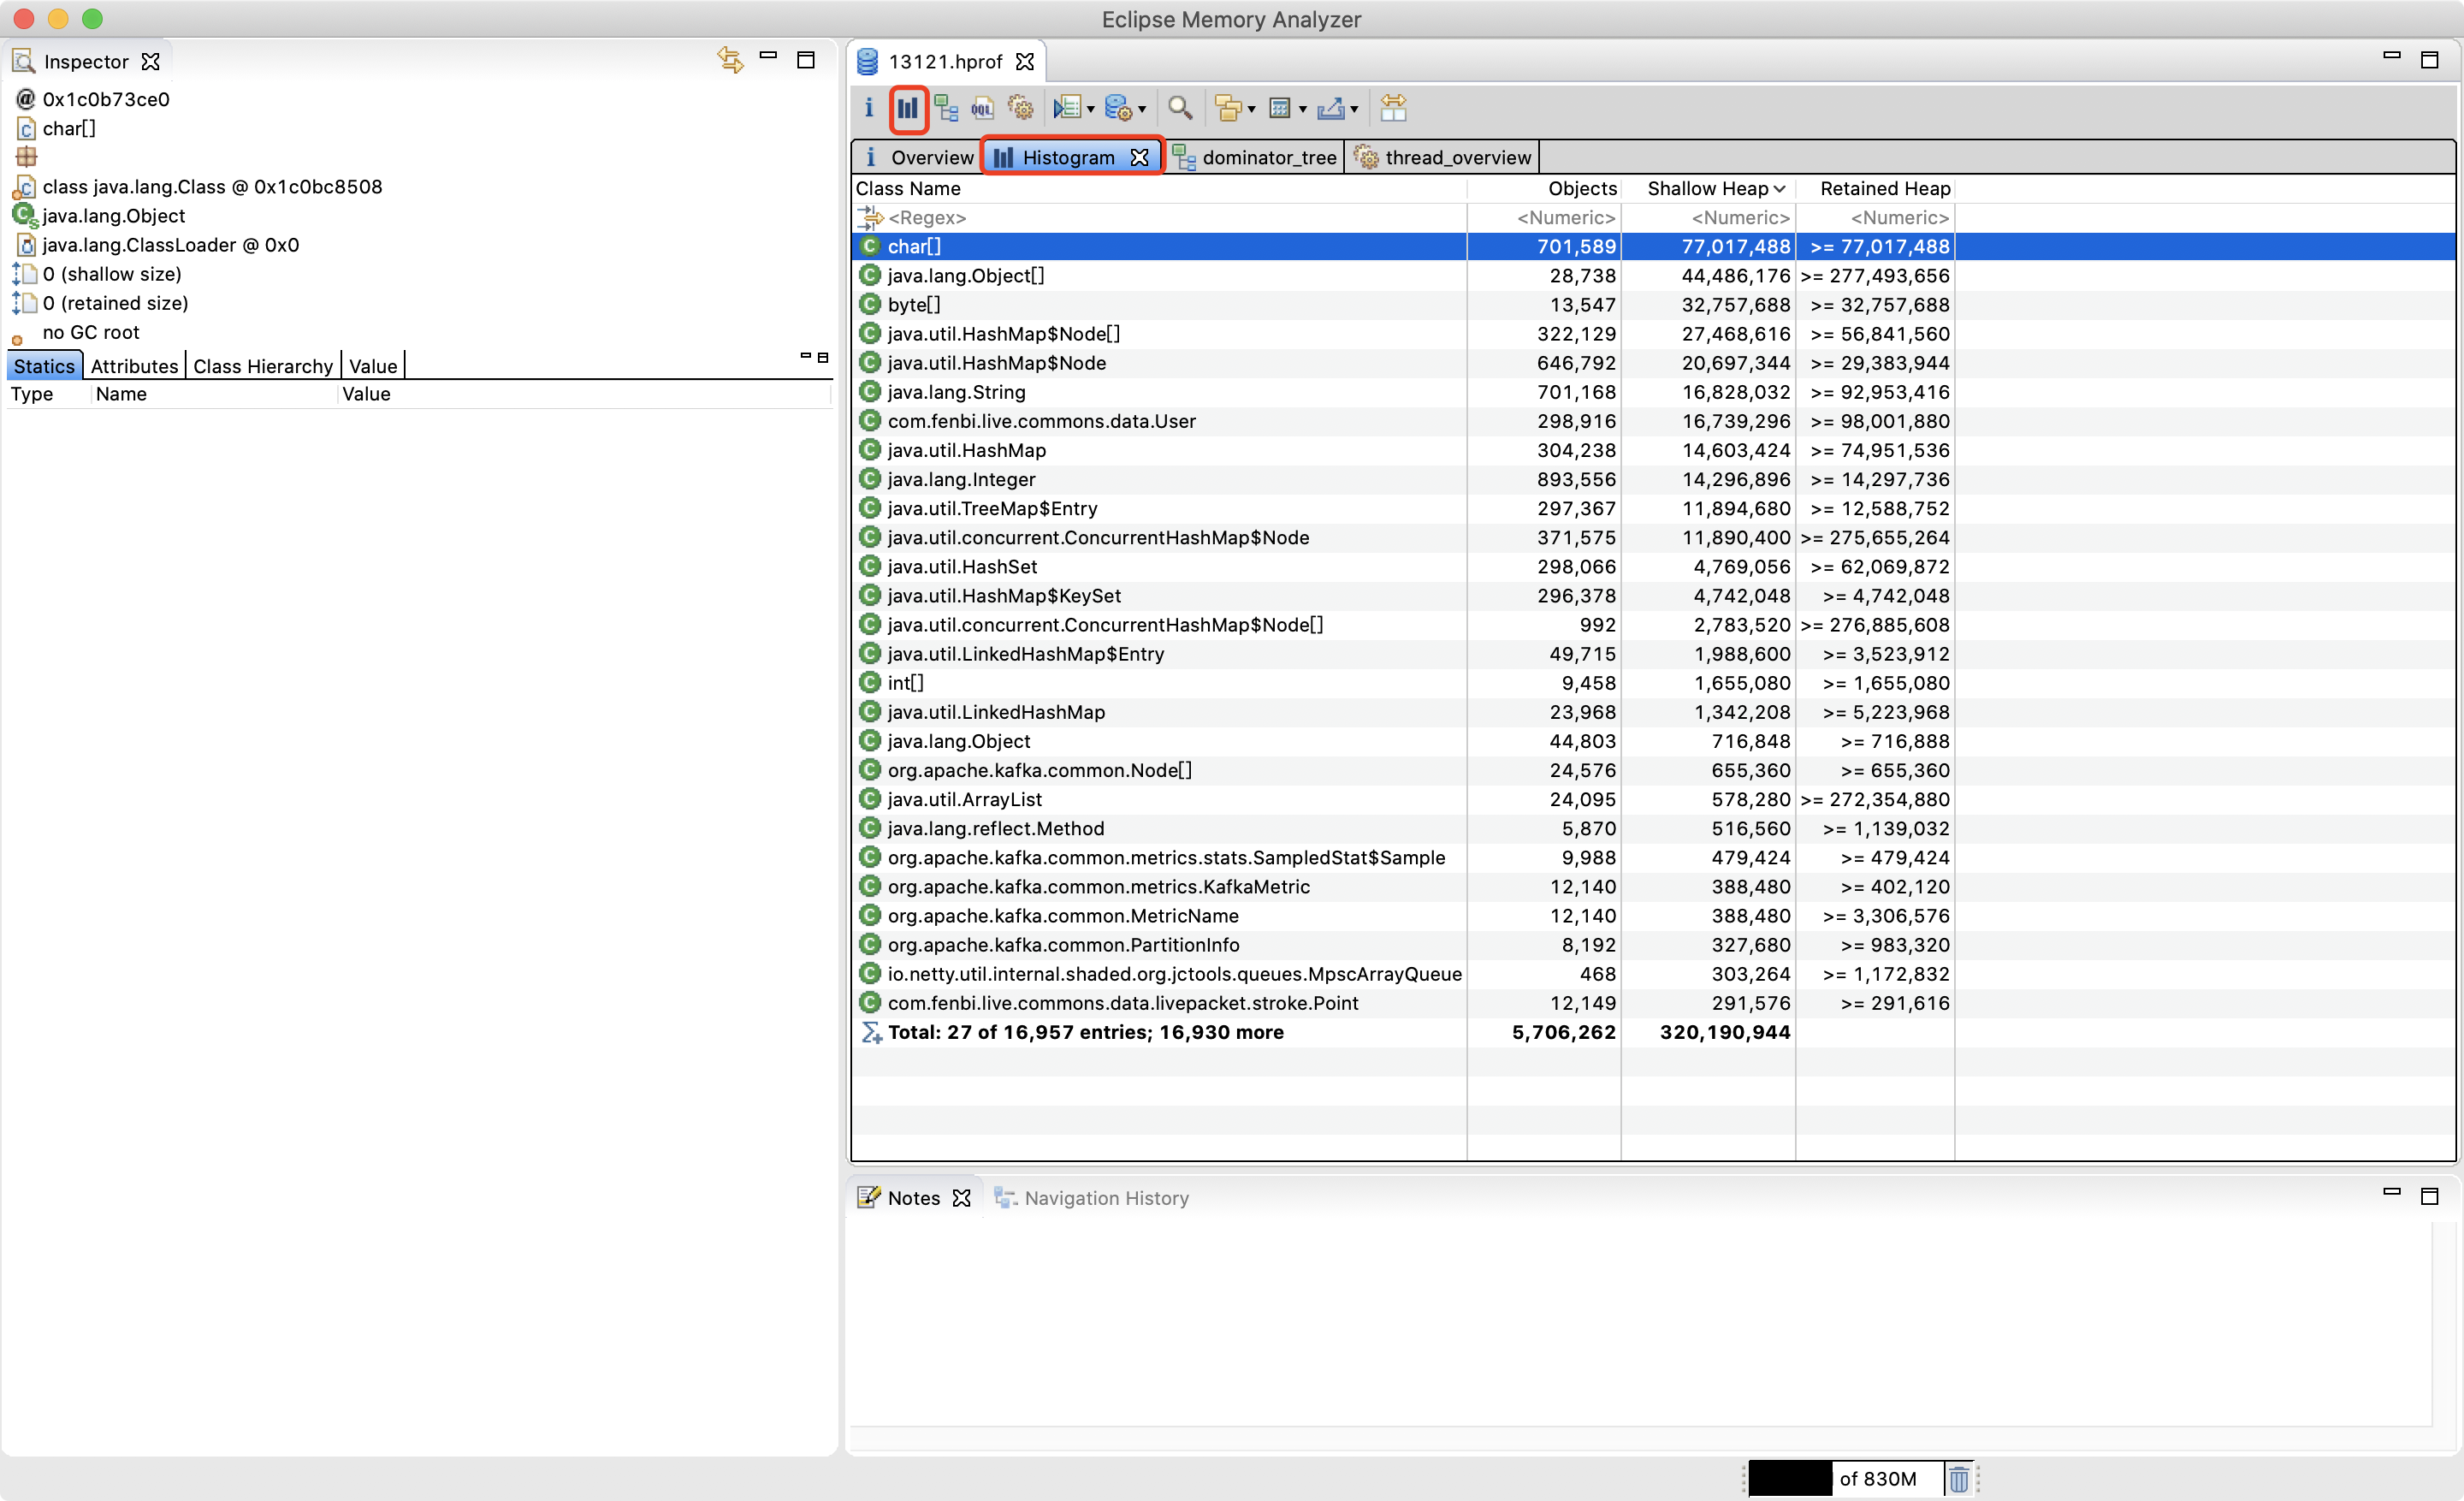 Eclipse Memory Analyzer
Inspector
@ 0x1c0b73ce0
char[]
class java.lang.Class @ 0x1c0bc8508
java.lang.Object
java.lang.ClassLoader @ 0x0
0 (shallow size)
0 (retained size)
no GC root
Statics Attributes Class Hierarchy Value
Type Name Value
13121.hprof
OQL
Overview Histogram dominator_tree thread_overview
Class Name Objects Shallow Heap Retained Heap
<Regex> <Numeric> <Numeric> <Numeric>
char[] 701,589 77,017,488 >= 77,017,488
java.lang.Object[] 28,738 44,486,176 >= 277,493,656
byte[] 13,547 32,757,688 >= 32,757,688
java.util.HashMap$Node[] 322,129 27,468,616 >= 56,841,560
java.util.HashMap$Node 646,792 20,697,344 >= 29,383,944
java.lang.String 701,168 16,828,032 >= 92,953,416
com.fenbi.live.commons.data.User 298,916 16,739,296 >= 98,001,880
java.util.HashMap 304,238 14,603,424 >= 74,951,536
java.lang.Integer 893,556 14,296,896 >= 14,297,736
java.util.TreeMap$Entry 297,367 11,894,680 >= 12,588,752
java.util.concurrent.ConcurrentHashMap$Node 371,575 11,890,400 >= 275,655,264
java.util.HashSet 298,066 4,769,056 >= 62,069,872
java.util.HashMap$KeySet 296,378 4,742,048 >= 4,742,048
java.util.concurrent.ConcurrentHashMap$Node[] 992 2,783,520 >= 276,885,608
java.util.LinkedHashMap$Entry 49,715 1,988,600 >= 3,523,912
int[] 9,458 1,655,080 >= 1,655,080
java.util.LinkedHashMap 23,968 1,342,208 >= 5,223,968
java.lang.Object 44,803 716,848 >= 716,888
org.apache.kafka.common.Node[] 24,576 655,360 >= 655,360
java.util.ArrayList 24,095 578,280 >= 272,354,880
java.lang.reflect.Method 5,870 516,560 >= 1,139,032
org.apache.kafka.common.metrics.stats.SampledStat$Sample 9,988 479,424 >= 479,424
org.apache.kafka.common.metrics.KafkaMetric 12,140 388,480 >= 402,120
org.apache.kafka.common.MetricName 12,140 388,480 >= 3,306,576
org.apache.kafka.common.PartitionInfo 8,192 327,680 >= 983,320
io.netty.util.internal.shaded.org.jctools.queues.MpscArrayQueue 468 303,264 >= 1,172,832
com.fenbi.live.commons.data.livepacket.stroke.Point 12,149 291,576 >= 291,616
Total: 27 of 16,957 entries; 16,930 more 5,706,262 320,190,944
Notes Navigation History
of 830M